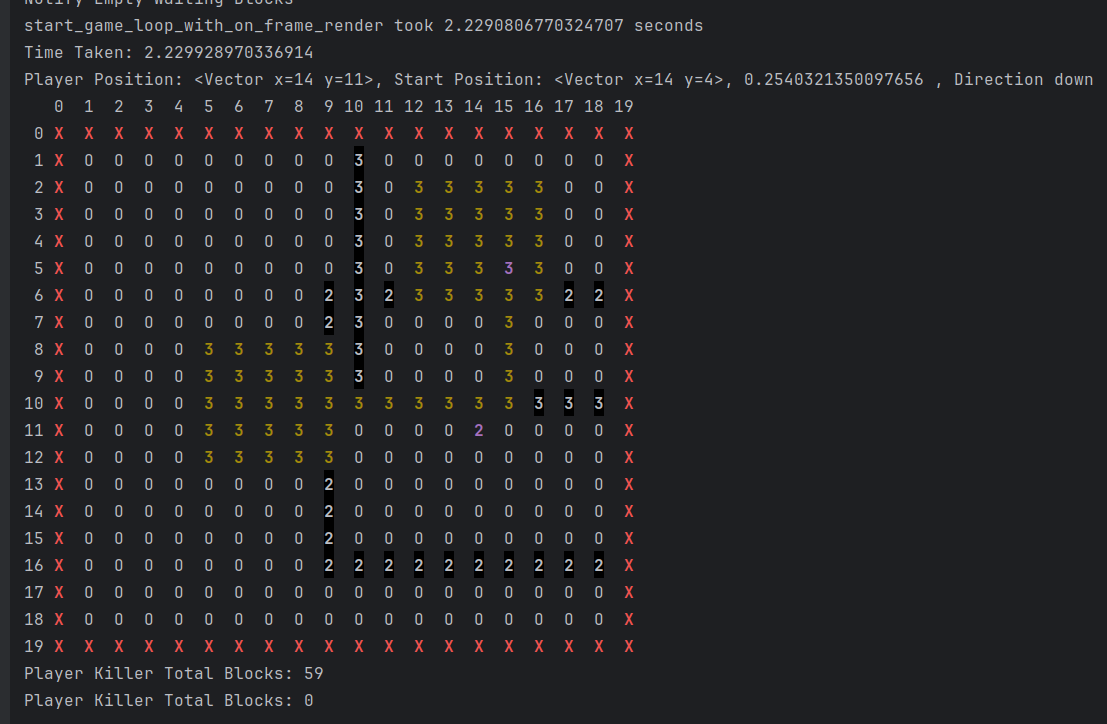 Notify Empty Waiting Blocks
start_game_loop_with_on_frame_render took 2.2290806770324707 seconds
Time Taken: 2.229928970336914
Player Position: <Vector x=14 y=11>, Start Position: <Vector x=14 y=4>, 0.2540321350097656 , Direction down
0 1 2 3 4 5 6 7 8 9 10 11 12 13 14 15 16 17 18 19
0 X X X X X X X X X X X X X X X X X X X X
1 X 0 0 0 0 0 0 0 0 0 3 0 0 0 0 0 0 0 0 X
2 X 0 0 0 0 0 0 0 0 0 3 0 3 3 3 3 3 0 0 X
3 X 0 0 0 0 0 0 0 0 0 3 0 3 3 3 3 3 0 0 X
4 X 0 0 0 0 0 0 0 0 0 3 0 3 3 3 3 3 0 0 X
5 X 0 0 0 0 0 0 0 0 0 3 0 3 3 3 3 3 0 0 X
6 X 0 0 0 0 0 0 0 0 2 3 2 3 3 3 3 3 2 2 X
7 X 0 0 0 0 0 0 0 0 2 3 0 0 0 0 3 0 0 0 X
8 X 0 0 0 0 3 3 3 3 3 3 0 0 0 0 3 0 0 0 X
9 X 0 0 0 0 3 3 3 3 3 3 0 0 0 0 3 0 0 0 X
10 X 0 0 0 0 3 3 3 3 3 3 3 3 3 3 3 3 3 3 X
11 X 0 0 0 0 3 3 3 3 3 0 0 0 0 2 0 0 0 0 X
12 X 0 0 0 0 3 3 3 3 3 0 0 0 0 0 0 0 0 0 X
13 X 0 0 0 0 0 0 0 0 2 0 0 0 0 0 0 0 0 0 X
14 X 0 0 0 0 0 0 0 0 2 0 0 0 0 0 0 0 0 0 X
15 X 0 0 0 0 0 0 0 0 2 0 0 0 0 0 0 0 0 0 X
16 X 0 0 0 0 0 0 0 0 2 2 2 2 2 2 2 2 2 2 X
17 X 0 0 0 0 0 0 0 0 0 0 0 0 0 0 0 0 0 0 X
18 X 0 0 0 0 0 0 0 0 0 0 0 0 0 0 0 0 0 0 X
19 X X X X X X X X X X X X X X X X X X X X
Player Killer Total Blocks: 59
Player Killer Total Blocks: 0